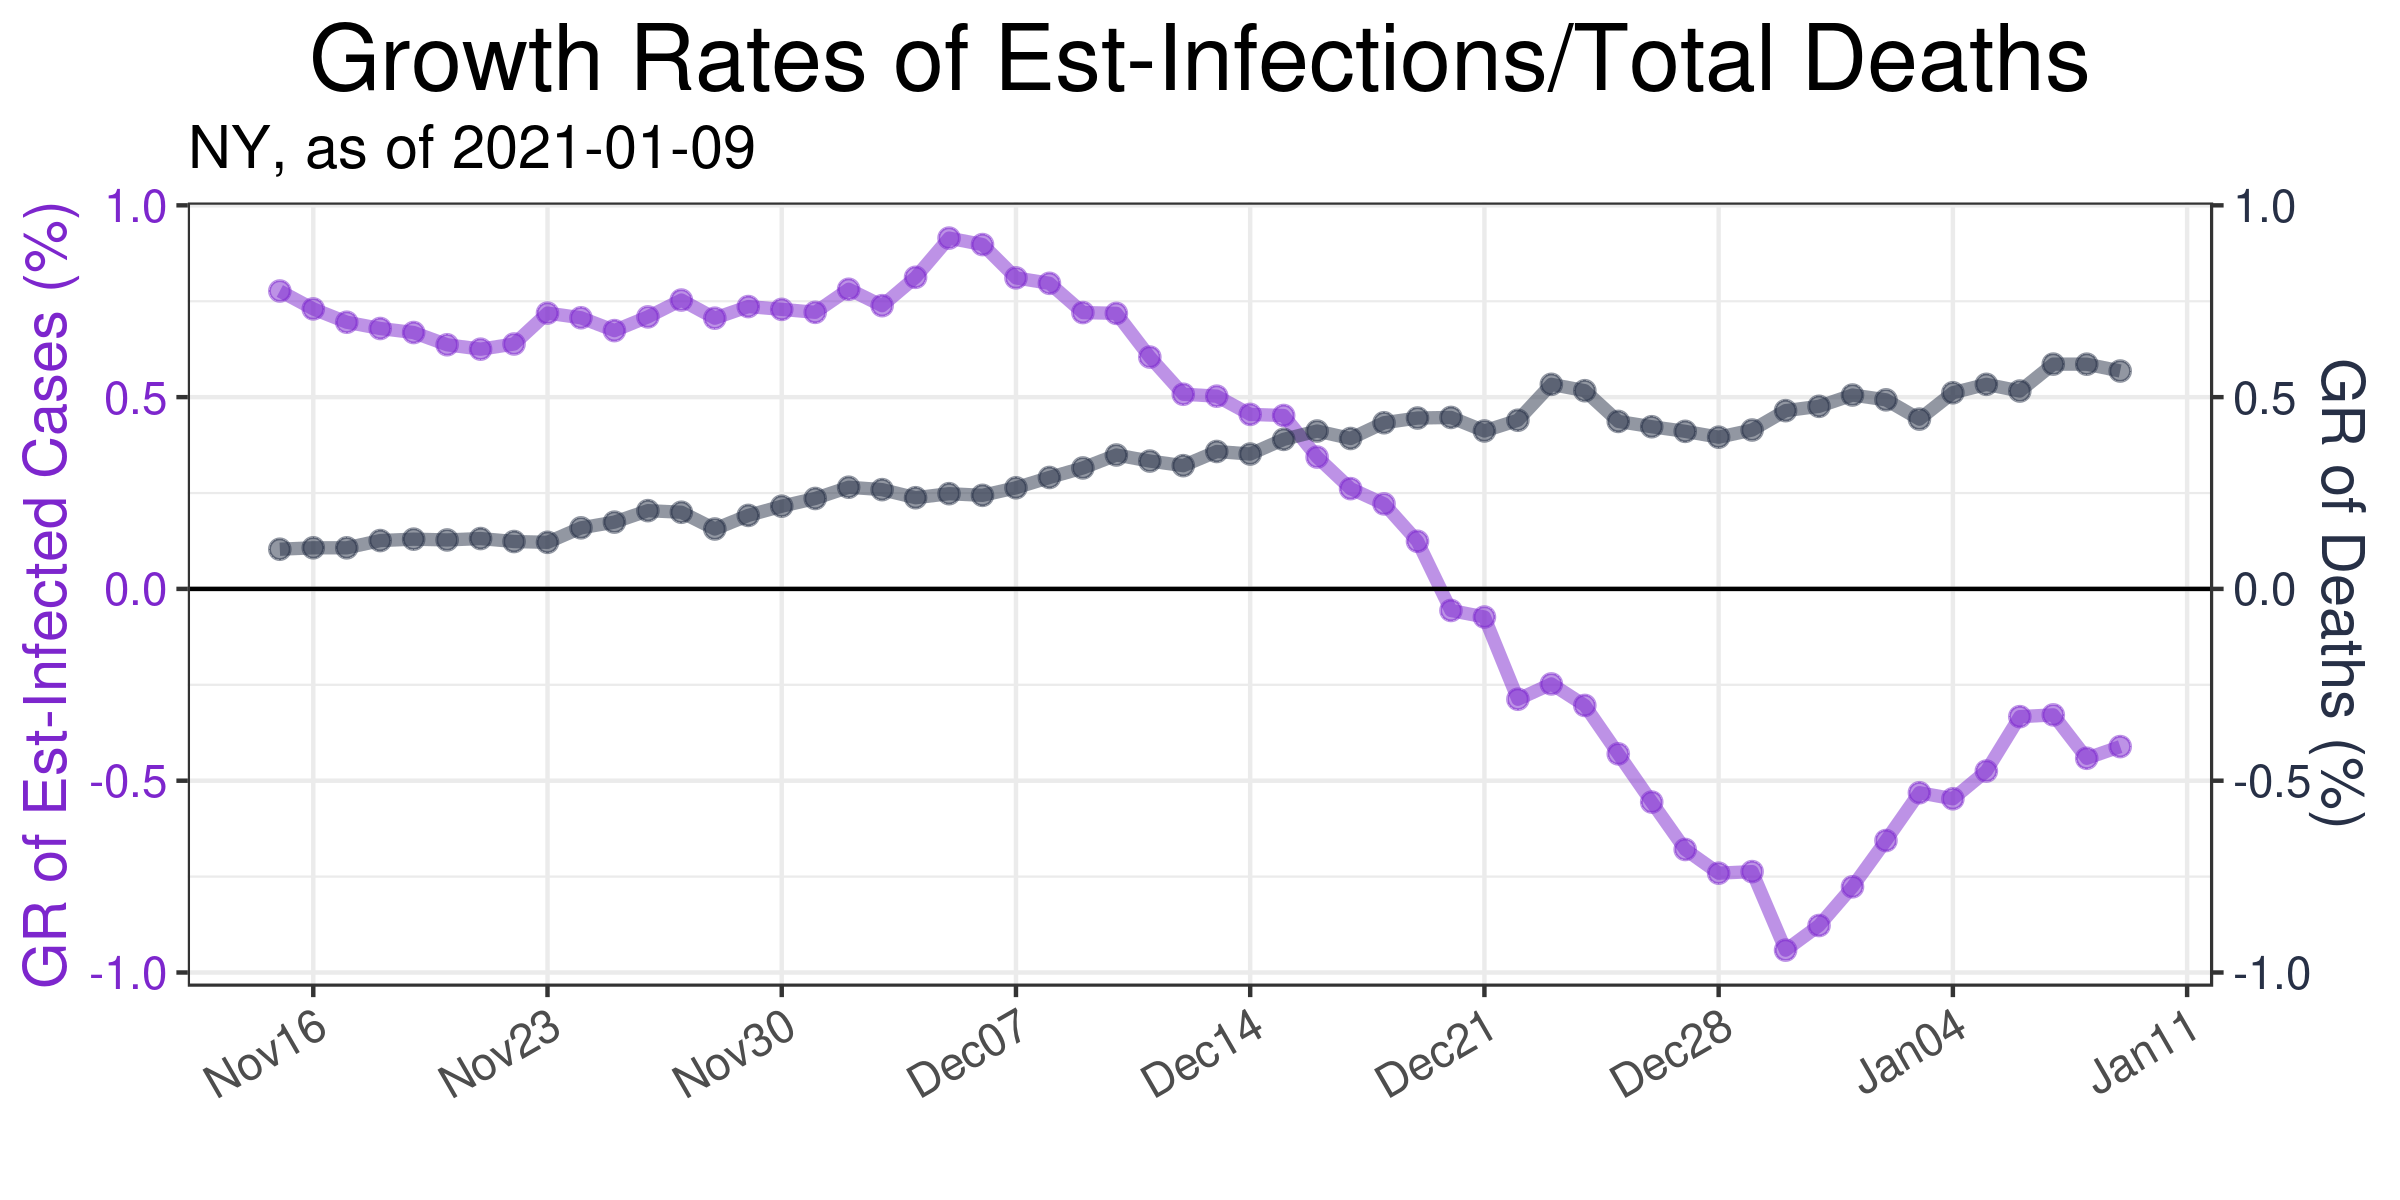 Growth Rates of Est-Infections/Total Deaths
NY, as of 2021-01-09
GR of Est-Infected Cases (%)
1.0
0.5
0.0
-0.5
-1.0
1.0
0.5
0.0
-0.5
-1.0
GR of Deaths (%)
Nov16
Nov23
Nov30
Dec07
Dec14
Dec21
Dec28
Jan04
Jan11